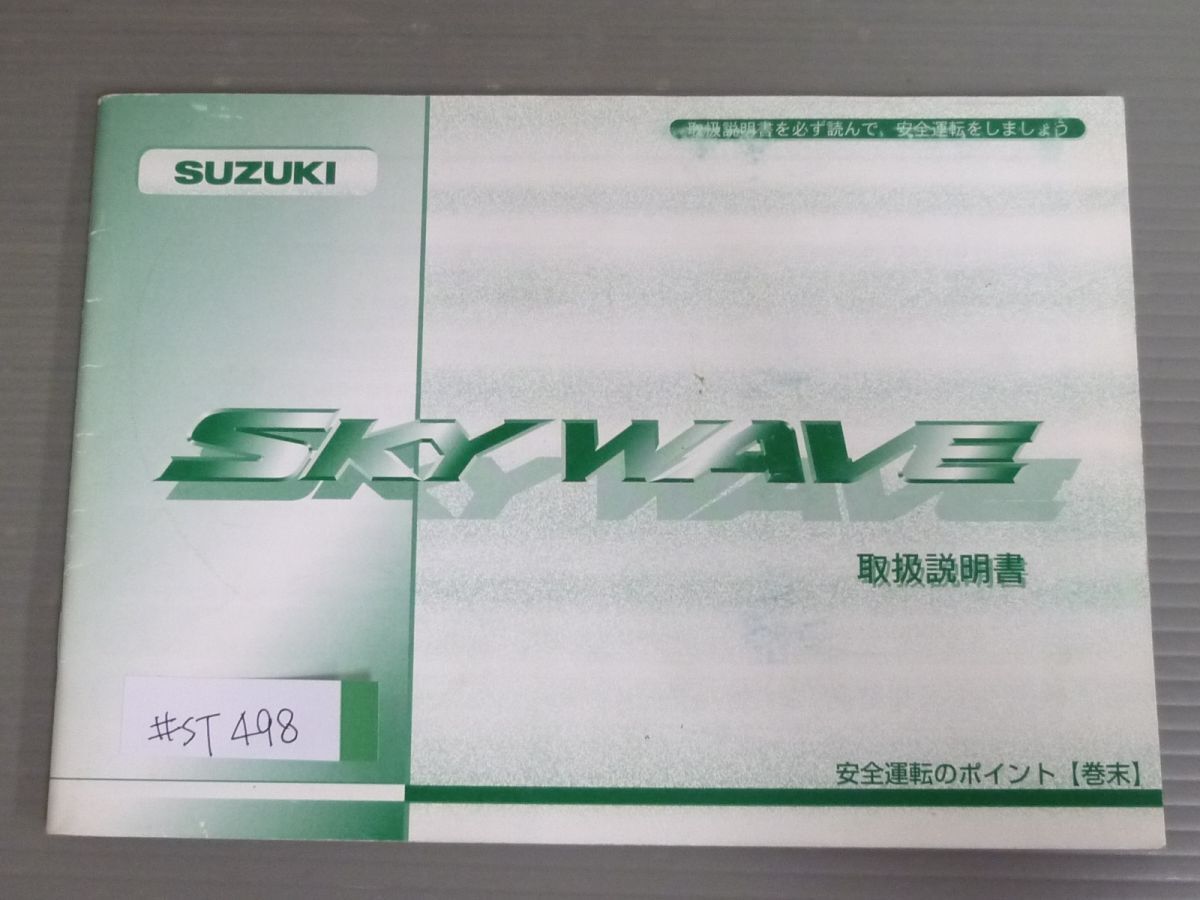 取扱説明書を必ず読んで、安全運転をしましょう
SUZUKI
SKYWAVE
取扱説明書
#ST 498
安全運転のポイント【巻末】